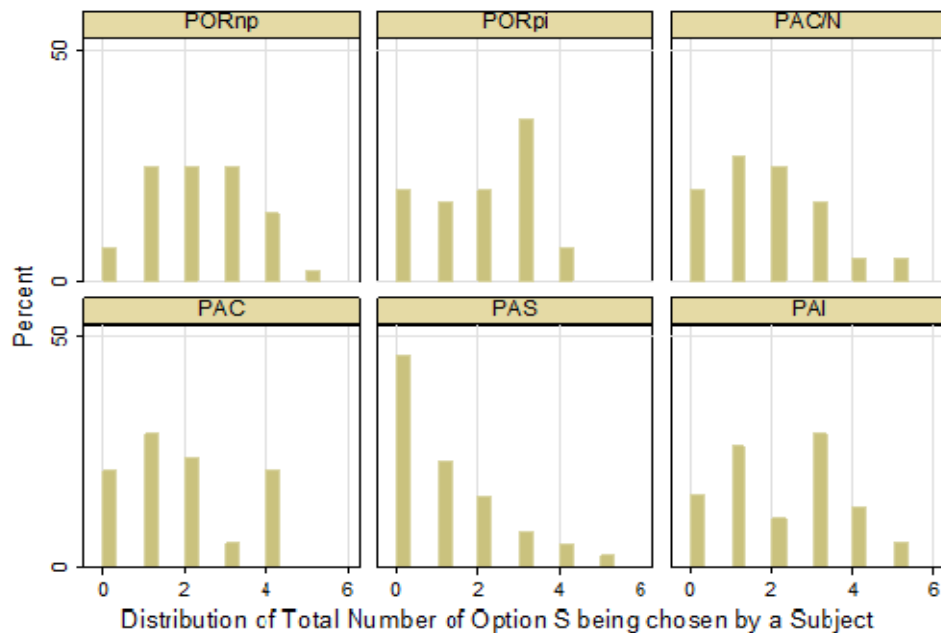 PORnp PORpi PAC/N
50
0
PAC PAS PAI
50
0
Percent
0 2 4 6 0 2 4 6 0 2 4 6
Distribution of Total Number of Option S being chosen by a Subject